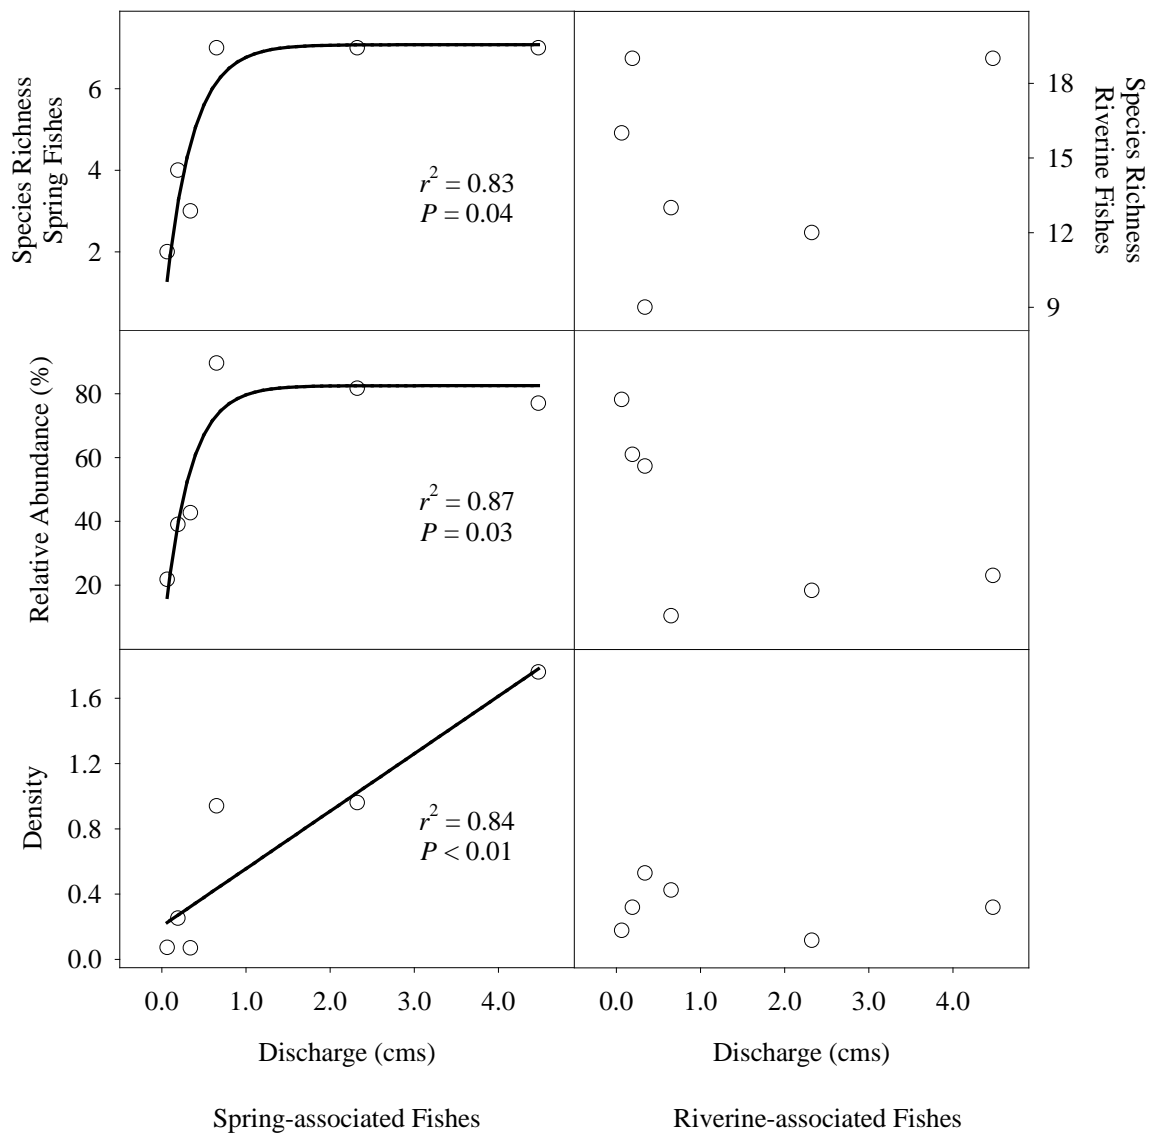 Species Richness
Spring Fishes
6
4
2
r² = 0.83
P = 0.04
18
15
12
9
Species Richness
Riverine Fishes
Relative Abundance (%)
80
60
40
20
r² = 0.87
P = 0.03
Density
1.6
1.2
0.8
0.4
0.0
r² = 0.84
P < 0.01
0.0 1.0 2.0 3.0 4.0
0.0 1.0 2.0 3.0 4.0
Discharge (cms)
Discharge (cms)
Spring-associated Fishes
Riverine-associated Fishes